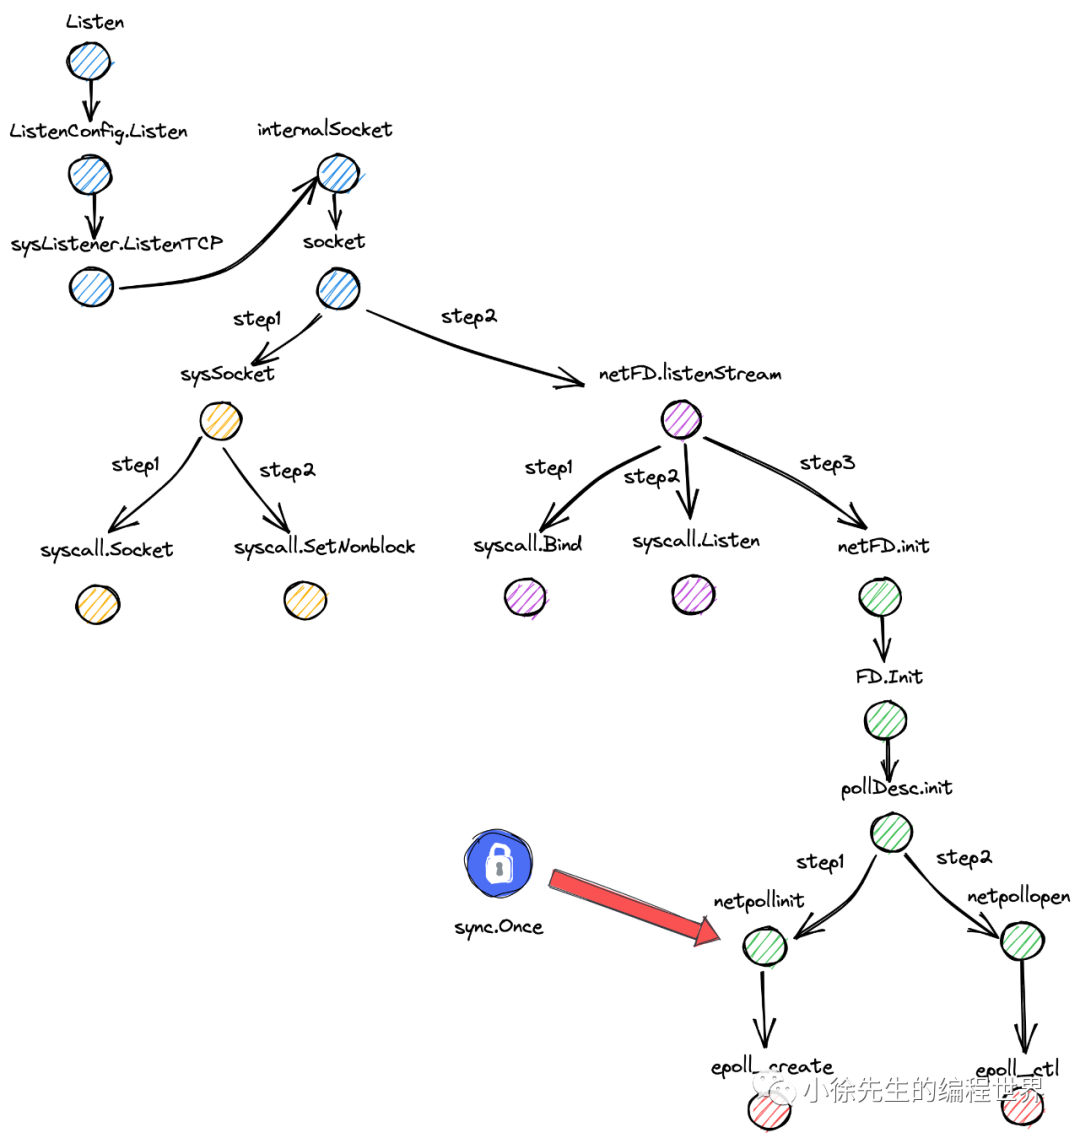 Listen
ListenConfig.Listen
internalSocket
sysListener.ListenTCP
socket
step1
step2
sysSocket
netFD.listenStream
step1
step2
step1
step2
step3
syscall.Socket
syscall.SetNonblock
syscall.Bind
syscall.Listen
netFD.init
FD.Init
pollDesc.init
step1
step2
netpollinit
netpollopen
sync.Once
epoll_create
epoll_ctl
小徐先生的编程世界